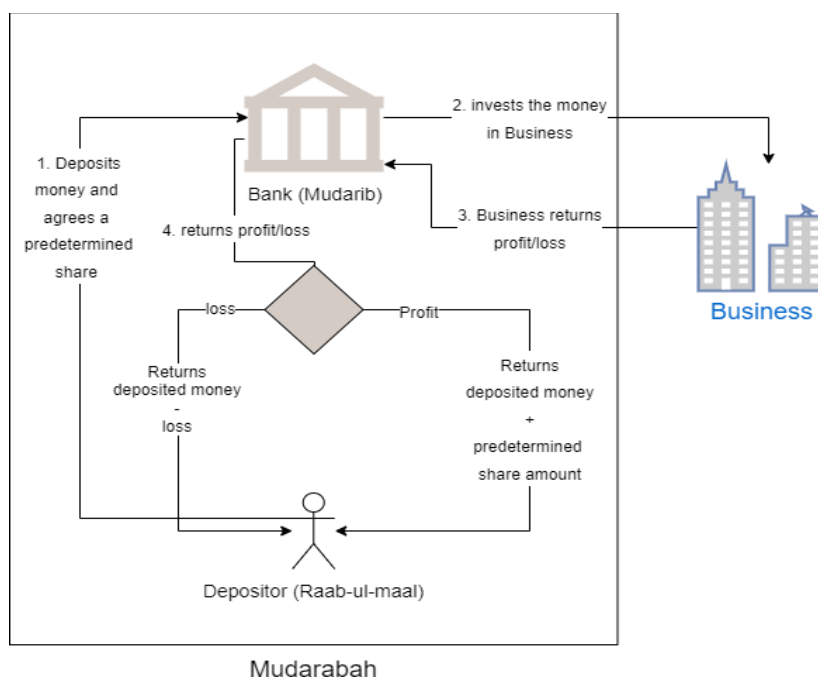 1. Deposits
money and
agrees a
predetermined
share
Bank (Mudarib)
2. invests the money
in Business
3. Business returns
profit/loss
Business
4. returns profit/loss
loss
Profit
Returns
deposited money
-
loss
Returns
deposited money
+
predetermined
share amount
Depositor (Raab-ul-maal)
Mudarabah